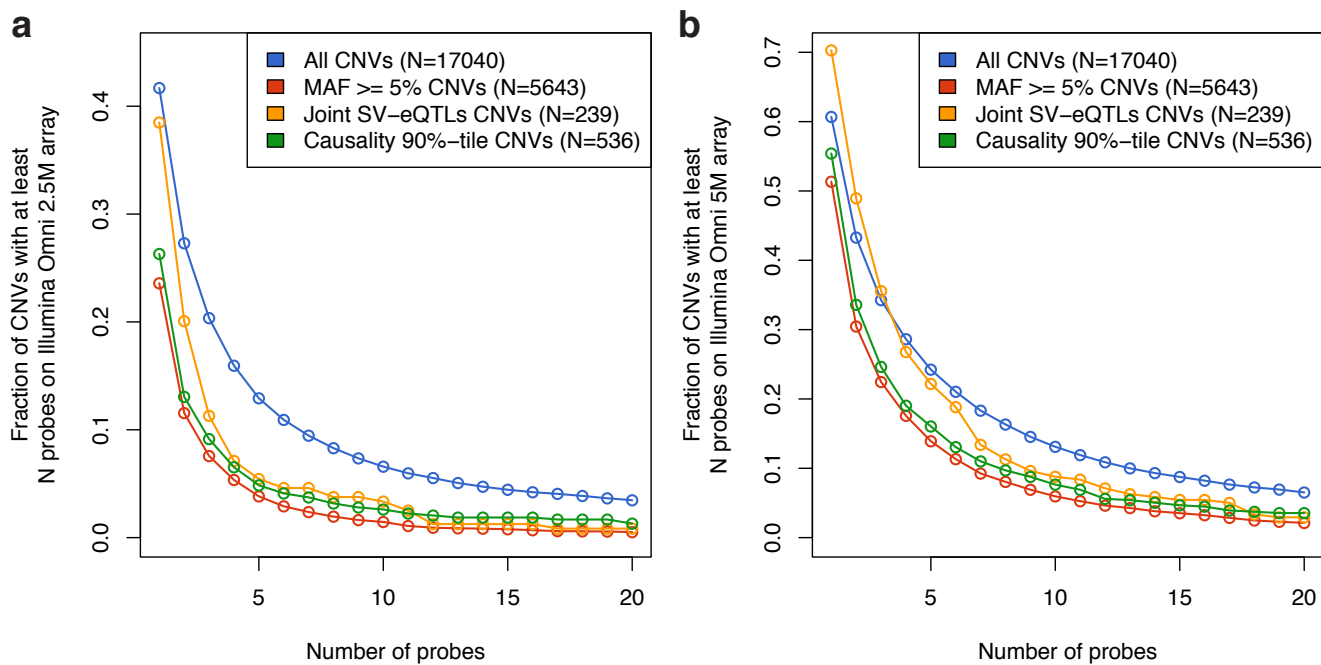 a
All CNVs (N=17040)
MAF >= 5% CNVs (N=5643)
Joint SV−eQTLs CNVs (N=239)
Causality 90%−tile CNVs (N=536)
Fraction of CNVs with at least
N probes on Illumina Omni 2.5M array
0.4
0.3
0.2
0.1
0.0
5
10
15
20
Number of probes
b
All CNVs (N=17040)
MAF >= 5% CNVs (N=5643)
Joint SV−eQTLs CNVs (N=239)
Causality 90%−tile CNVs (N=536)
Fraction of CNVs with at least
N probes on Illumina Omni 5M array
0.7
0.6
0.5
0.4
0.3
0.2
0.1
0.0
5
10
15
20
Number of probes